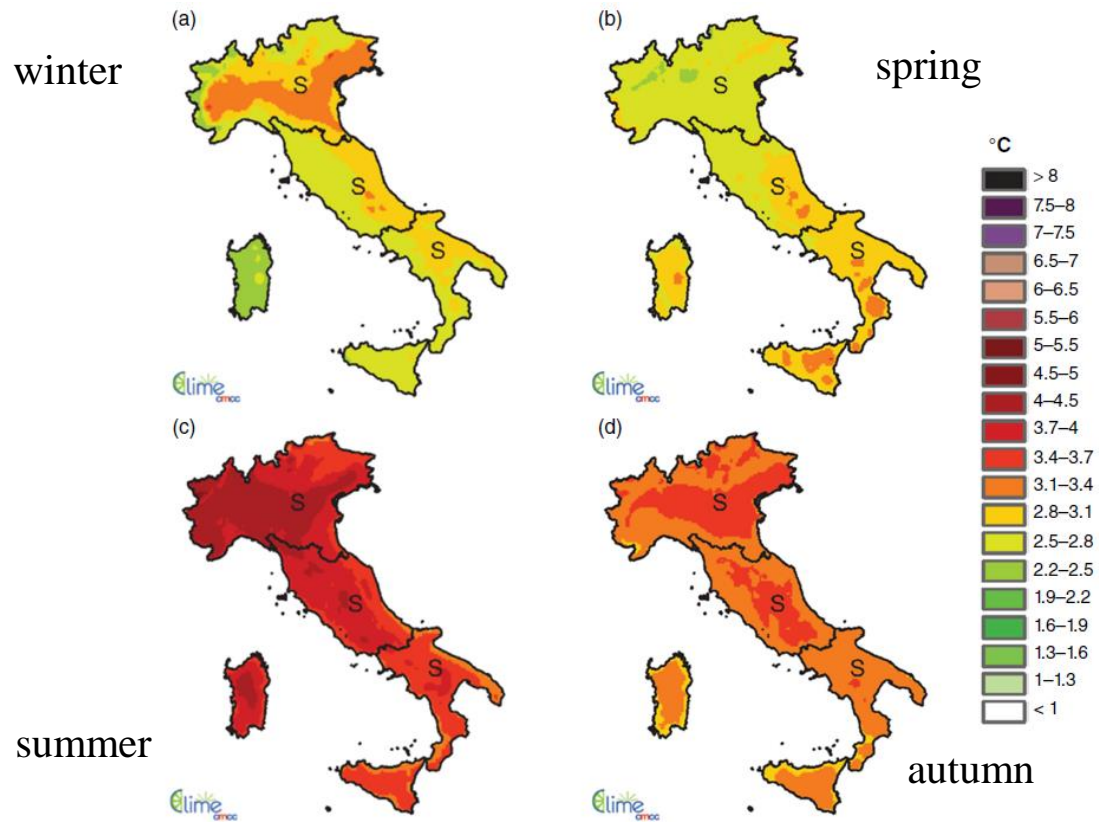 (a)
winter
S
S
S
Clime
cmcc
(b)
spring
S
S
S
°C
> 8
7.5–8
7–7.5
6.5–7
6–6.5
5.5–6
5–5.5
4.5–5
4–4.5
3.7–4
3.4–3.7
3.1–3.4
2.8–3.1
2.5–2.8
2.2–2.5
1.9–2.2
1.6–1.9
1.3–1.6
1–1.3
< 1
(c)
S
S
S
summer
Clime
cmcc
(d)
S
S
S
autumn
Clime
cmcc